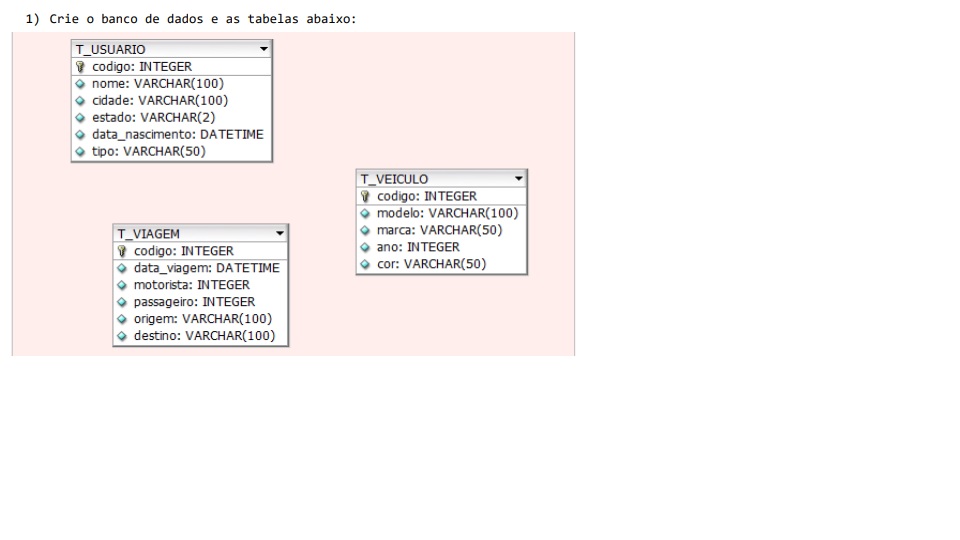 1) Crie o banco de dados e as tabelas abaixo:
T_USUARIO
codigo: INTEGER
nome: VARCHAR(100)
cidade: VARCHAR(100)
estado: VARCHAR(2)
data_nascimento: DATETIME
tipo: VARCHAR(50)
T_VEICULO
codigo: INTEGER
modelo: VARCHAR(100)
marca: VARCHAR(50)
ano: INTEGER
cor: VARCHAR(50)
T_VIAGEM
codigo: INTEGER
data_viagem: DATETIME
motorista: INTEGER
passageiro: INTEGER
origem: VARCHAR(100)
destino: VARCHAR(100)